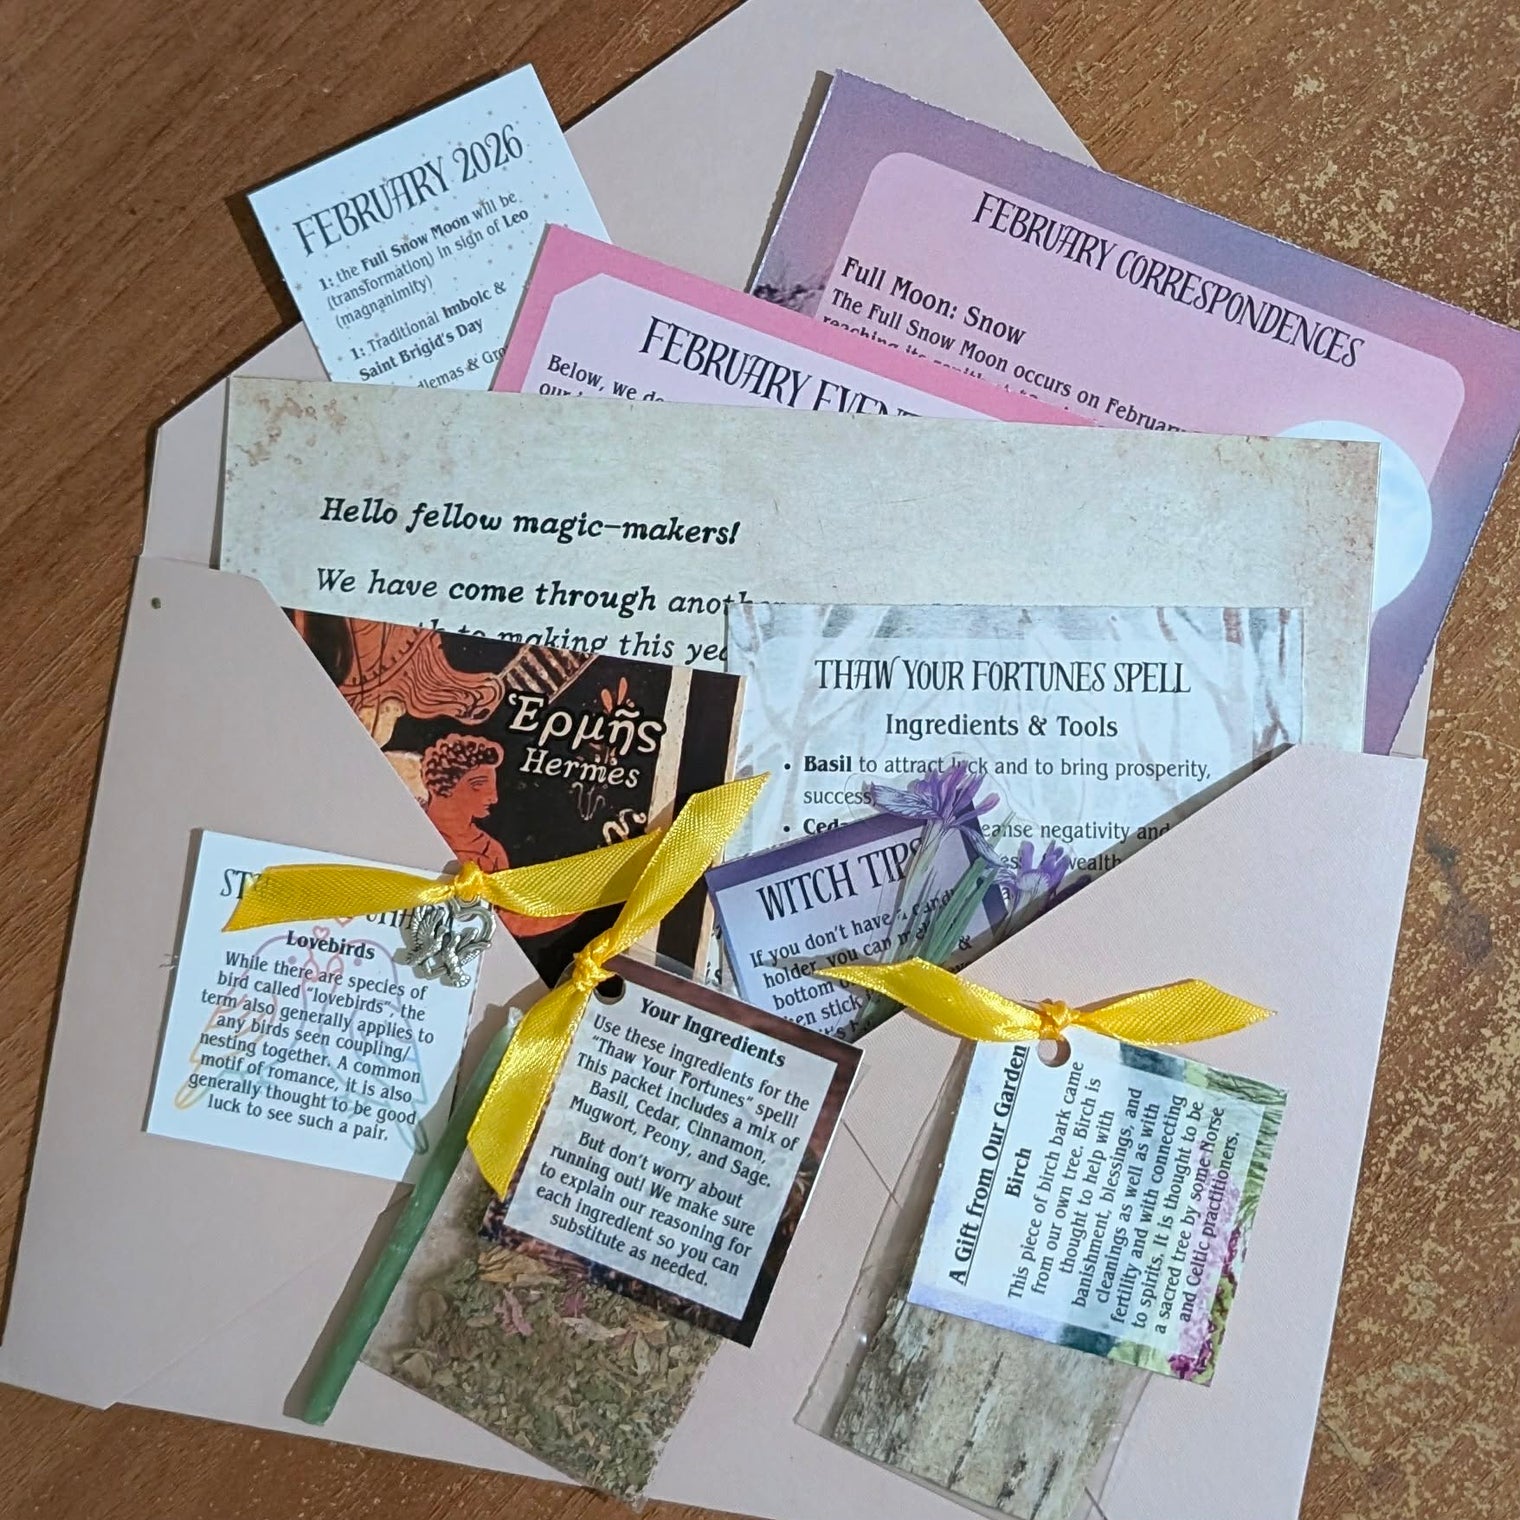 FEBRUARY 2026
1: the Full Snow Moon will be
(transformation) in sign of Leo
(magnanimity)
1: Traditional Imbolc &
Saint Brigid's Day
FEBRUARY CORRESPONDENCES
Full Moon: Snow
The Full Snow Moon occurs on February
reaching its
FEBRUARY
Below, we
Hello fellow magic-makers!
We have come through
making this
Ἑρμῆς
Hermes
THAW YOUR FORTUNES SPELL
Ingredients & Tools
• Basil to attract luck and to bring prosperity,
success,
negativity and
wealth
WITCH TIPS
If you don't have a
holder, you can
bottom
stick
Lovebirds
While there are species of
bird called "lovebirds", the
term also generally applies to
any birds seen coupling/
nesting together. A common
motif of romance, it is also
generally thought to be good
luck to see such a pair.
Your Ingredients
Use these ingredients for the
"Thaw Your Fortunes" spell!
This packet includes a mix of
Basil, Cedar, Cinnamon,
Mugwort, Peony, and Sage.
But don't worry about
running out! We make sure
to explain our reasoning for
each ingredient so you can
substitute as needed.
A Gift from Our Garden
Birch
This piece of birch bark came
from our own tree. Birch is
thought to help with
banishment, blessings, and
cleanings as well as with
fertility and with connecting
to spirits. It is thought to be
a sacred tree by some Norse
and Celtic practitioners.